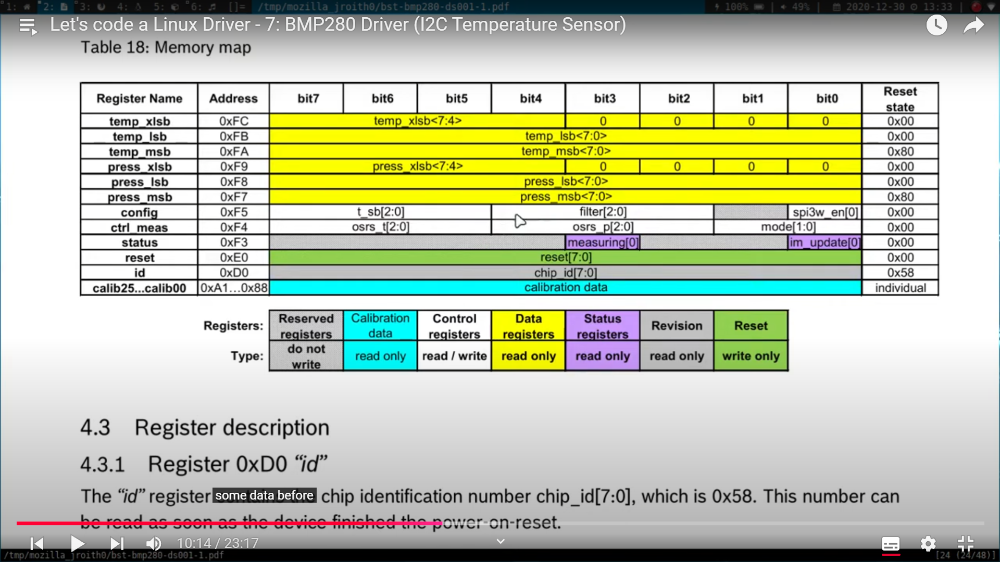 1: 2: 3: 4: 5: 6: []= /tmp/mozilla_jroith0/bst-bmp280-ds001-1.pdf 100% | 49% | 2020-12-30 13:33 |
Let's code a Linux Driver - 7: BMP280 Driver (I2C Temperature Sensor)
Table 18: Memory map
Register Name Address bit7 bit6 bit5 bit4 bit3 bit2 bit1 bit0 Reset state
temp_xlsb 0xFC temp_xlsb<7:4> 0 0 0 0 0x00
temp_lsb 0xFB temp_lsb<7:0> 0x00
temp_msb 0xFA temp_msb<7:0> 0x80
press_xlsb 0xF9 press_xlsb<7:4> 0 0 0 0 0x00
press_lsb 0xF8 press_lsb<7:0> 0x00
press_msb 0xF7 press_msb<7:0> 0x80
config 0xF5 t_sb[2:0] filter[2:0] spi3w_en[0] 0x00
ctrl_meas 0xF4 osrs_t[2:0] osrs_p[2:0] mode[1:0] 0x00
status 0xF3 measuring[0] im_update[0] 0x00
reset 0xE0 reset[7:0] 0x00
id 0xD0 chip_id[7:0] 0x58
calib25...calib00 0xA1...0x88 calibration data individual
Registers: Reserved registers Calibration data Control registers Data registers Status registers Revision Reset
Type: do not write read only read / write read only read only read only write only
4.3 Register description
4.3.1 Register 0xD0 “id”
The “id” register contains the chip identification number chip_id[7:0], which is 0x58. This number can
some data before
be read as soon as the device finished the power-on-reset.
10:14 / 23:17
/tmp/mozilla_jroith0/bst-bmp280-ds001-1.pdf [24 (24/48)]